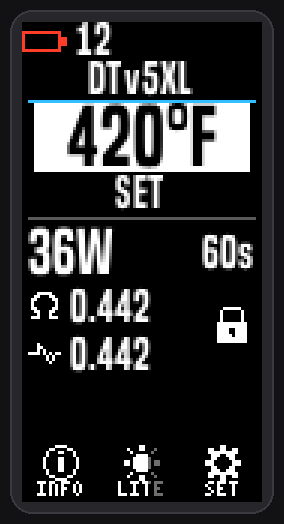 12
DTv5XL
420°F
SET
36W 60s
Ω 0.442
0.442
INFO LITE SET